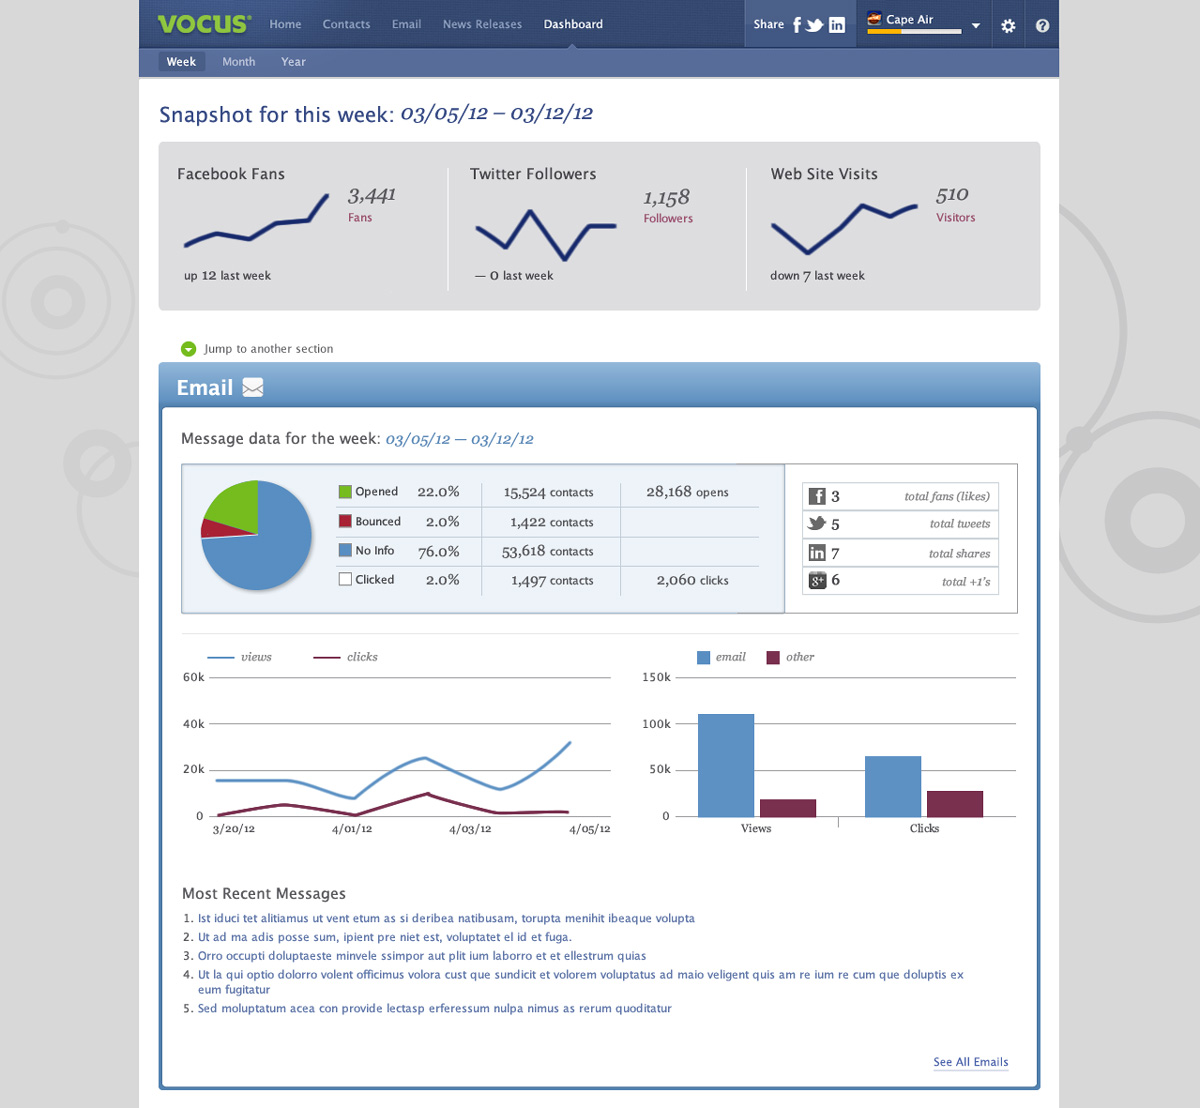 VOCUS® Home Contacts Email News Releases Dashboard Share f in Cape Air ?
Week Month Year
Snapshot for this week: 03/05/12 – 03/12/12
Facebook Fans
3,441
Fans
up 12 last week
Twitter Followers
1,158
Followers
— 0 last week
Web Site Visits
510
Visitors
down 7 last week
Jump to another section
Email
Message data for the week: 03/05/12 — 03/12/12
Opened 22.0% 15,524 contacts 28,168 opens
Bounced 2.0% 1,422 contacts
No Info 76.0% 53,618 contacts
Clicked 2.0% 1,497 contacts 2,060 clicks
f 3 total fans (likes)
5 total tweets
in 7 total shares
g+ 6 total +1's
views clicks
60k
40k
20k
0
3/20/12 4/01/12 4/03/12 4/05/12
email other
150k
100k
50k
0
Views Clicks
Most Recent Messages
1. Ist iduci tet alitiamus ut vent etum as si deribea natibusam, torupta menihit ibeaque volupta
2. Ut ad ma adis posse sum, ipient pre niet est, voluptatet el id et fuga.
3. Orro occupti doluptaeste minvele ssimpor aut plit ium laborro et et ellestrum quias
4. Ut la qui optio dolorro volent officimus volora cust que sundicit et volorem voluptatus ad maio veligent quis am re ium re cum que doluptis ex
eum fugitatur
5. Sed moluptatum acea con provide lectasp erferessum nulpa nimus as rerum quoditatur
See All Emails